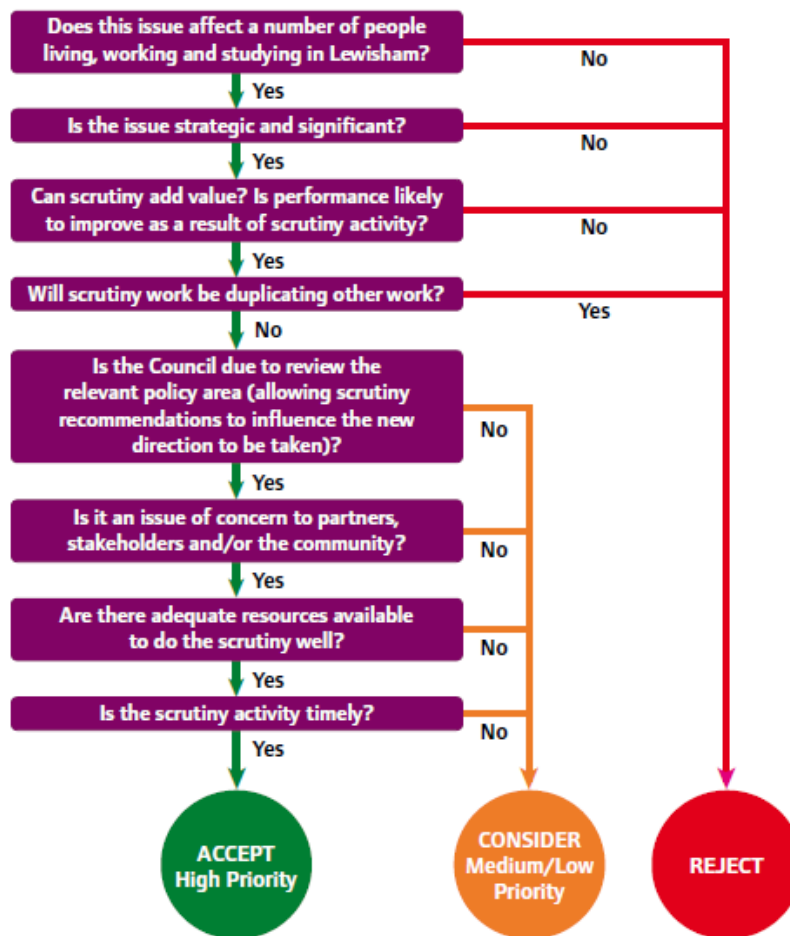 Does this issue affect a number of people
living, working and studying in Lewisham?
No
Yes
Is the issue strategic and significant?
No
Yes
Can scrutiny add value? Is performance likely
to improve as a result of scrutiny activity?
No
Yes
Will scrutiny work be duplicating other work?
Yes
No
Is the Council due to review the
relevant policy area (allowing scrutiny
recommendations to influence the new
direction to be taken)?
No
Yes
Is it an issue of concern to partners,
stakeholders and/or the community?
No
Yes
Are there adequate resources available
to do the scrutiny well?
No
Yes
Is the scrutiny activity timely?
No
Yes
ACCEPT
High Priority
CONSIDER
Medium/Low
Priority
REJECT